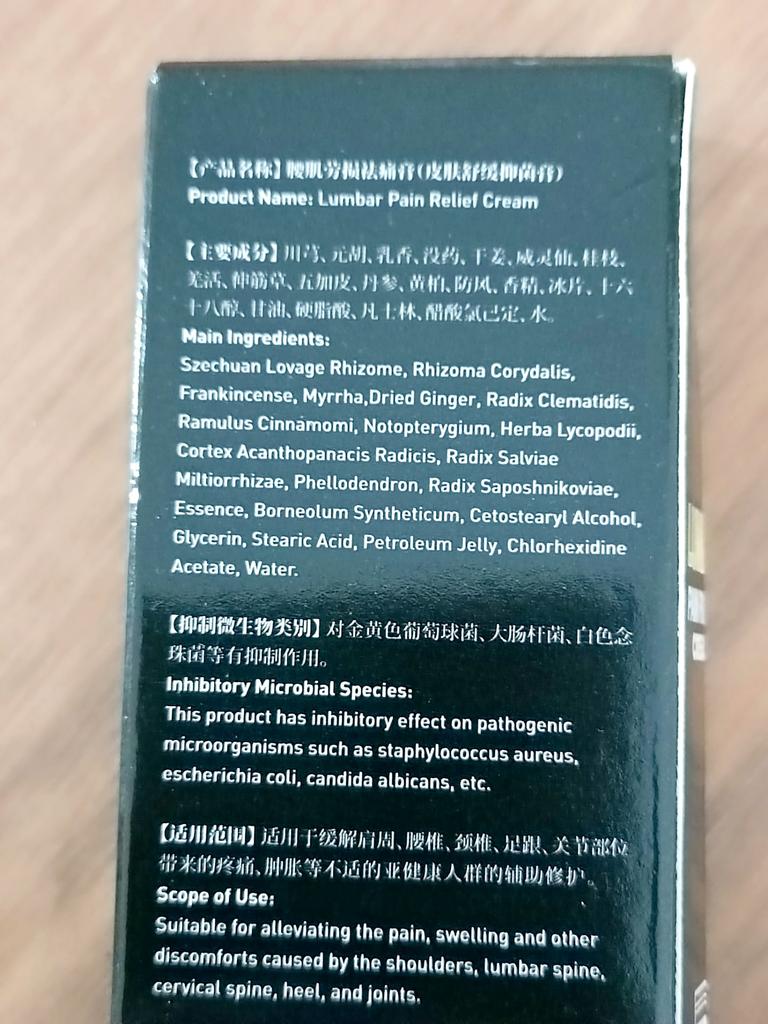 【产品名称】腰肌劳损祛痛膏(皮肤舒缓抑菌膏)
Product Name: Lumbar Pain Relief Cream
【主要成分】川芎、元胡、乳香、没药、干姜、威灵仙、桂枝、
羌活、伸筋草、五加皮、丹参、黄柏、防风、香精、冰片、十六
十八醇、甘油、硬脂酸、凡士林、醋酸氯已定、水。
Main Ingredients:
Szechuan Lovage Rhizome, Rhizoma Corydalis,
Frankincense, Myrrha,Dried Ginger, Radix Clematidis,
Ramulus Cinnamomi, Notopterygium, Herba Lycopodii,
Cortex Acanthopanacis Radicis, Radix Salviae
Miltiorrhizae, Phellodendron, Radix Saposhnikoviae,
Essence, Borneolum Syntheticum, Cetostearyl Alcohol,
Glycerin, Stearic Acid, Petroleum Jelly, Chlorhexidine
Acetate, Water.
【抑制微生物类别】对金黄色葡萄球菌、大肠杆菌、白色念
珠菌等有抑制作用。
Inhibitory Microbial Species:
This product has inhibitory effect on pathogenic
microorganisms such as staphylococcus aureus,
escherichia coli, candida albicans, etc.
【适用范围】适用于缓解肩周、腰椎、颈椎、足跟、关节部位
带来的疼痛、肿胀等不适的亚健康人群的辅助修护。
Scope of Use:
Suitable for alleviating the pain, swelling and other
discomforts caused by the shoulders, lumbar spine,
cervical spine, heel, and joints.